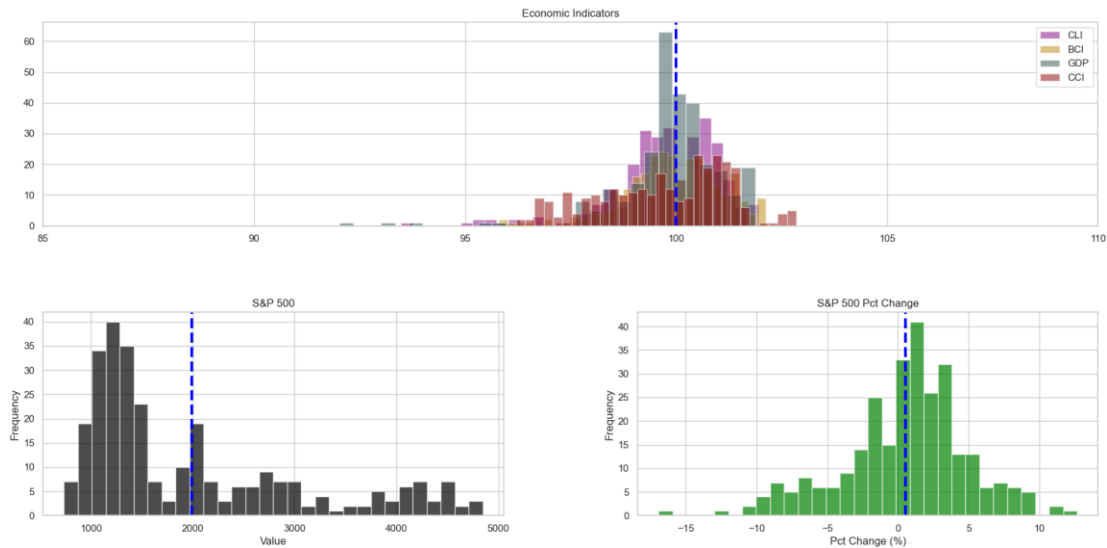 Economic Indicators
CLI
BCI
GDP
CCI
60
50
40
30
20
10
0
85 90 95 100 105 110
S&P 500
S&P 500 Pct Change
40
35
30
25
20
15
10
5
0
Frequency
1000 2000 3000 4000 5000
Value
40
35
30
25
20
15
10
5
0
Frequency
−15 −10 −5 0 5 10
Pct Change (%)